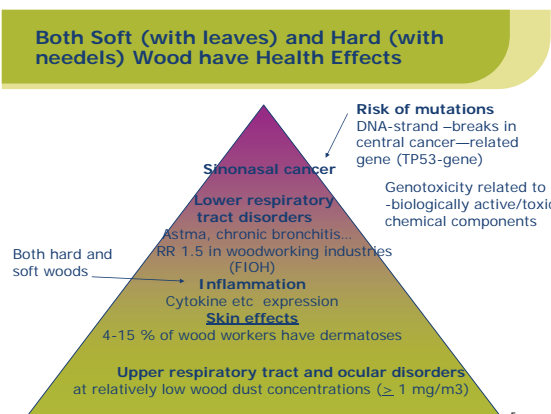 Both Soft (with leaves) and Hard (with
needels) Wood have Health Effects
Risk of mutations
DNA-strand –breaks in
central cancer—related
gene (TP53-gene)
Sinonasal cancer
Genotoxicity related to
-biologically active/toxic
chemical components
Lower respiratory
tract disorders
Astma, chronic bronchitis...
RR 1.5 in woodworking industries
(FIOH)
Both hard and
soft woods
Inflammation
Cytokine etc expression
Skin effects
4-15 % of wood workers have dermatoses
Upper respiratory tract and ocular disorders
at relatively low wood dust concentrations (≥ 1 mg/m3)